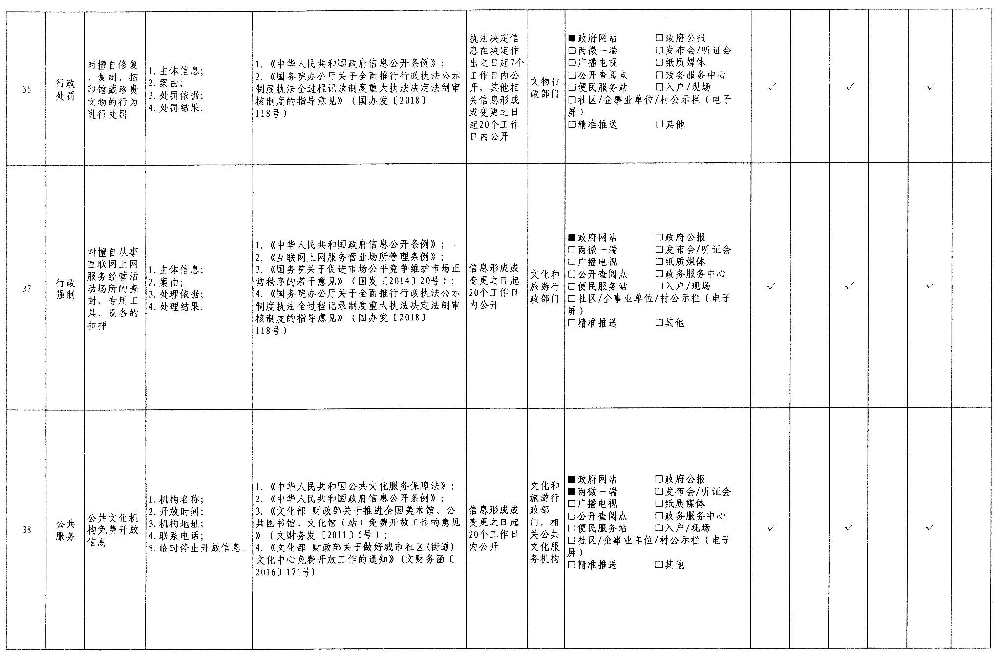 36
行政
处罚
对擅自修复
、复制、拓
印馆藏珍贵
文物的行为
进行处罚
1.主体信息;
2.案由;
3.处罚依据;
4.处罚结果。
1. 《中华人民共和国政府信息公开条例》;
2. 《国务院办公厅关于全面推行行政执法公示
制度执法全过程记录制度重大执法决定法制审
核制度的指导意见》（国办发〔2018〕
118号）
执法决定信
息在决定作
出之日起7个
工作日内公
开，其他相
关信息形成
或变更之日
起20个工作
日内公开
文物行
政部门
■政府网站 □政府公报
□两微一端 □发布会/听证会
□广播电视 □纸质媒体
□公开查阅点 □政务服务中心
□便民服务站 □入户/现场
□社区/企事业单位/村公示栏（电子
屏）
□精准推送 □其他
✓ ✓ ✓
37
行政
强制
对擅自从事
互联网上网
服务经营活
动场所的查
封，专用工
具、设备的
扣押
1.主体信息;
2.案由;
3.处理依据;
4.处理结果。
1. 《中华人民共和国政府信息公开条例》;
2. 《互联网上网服务营业场所管理条例》;
3. 《国务院关于促进市场公平竞争维护市场正
常秩序的若干意见》（国发〔2014〕20号）;
4. 《国务院办公厅关于全面推行行政执法公示
制度执法全过程记录制度重大执法决定法制审
核制度的指导意见》（国办发〔2018〕
118号）
信息形成或
变更之日起
20个工作日
内公开
文化和
旅游行
政部门
■政府网站 □政府公报
□两微一端 □发布会/听证会
□广播电视 □纸质媒体
□公开查阅点 □政务服务中心
□便民服务站 □入户/现场
□社区/企事业单位/村公示栏（电子
屏）
□精准推送 □其他
✓ ✓ ✓
38
公共
服务
公共文化机
构免费开放
信息
1.机构名称;
2.开放时间;
3.机构地址;
4.联系电话;
5.临时停止开放信息。
1. 《中华人民共和国公共文化服务保障法》;
2. 《中华人民共和国政府信息公开条例》;
3. 《文化部 财政部关于推进全国美术馆、公
共图书馆、文化馆（站）免费开放工作的意见
》（文财务发〔2011〕5号）;
4. 《文化部 财政部关于做好城市社区(街道)
文化中心免费开放工作的通知》(文财务函〔
2016〕171号)
信息形成或
变更之日起
20个工作日
内公开
文化和
旅游行
政部
门，相
关公共
文化服
务机构
■政府网站 □政府公报
■两微一端 □发布会/听证会
□广播电视 □纸质媒体
□公开查阅点 □政务服务中心
□便民服务站 □入户/现场
□社区/企事业单位/村公示栏（电子
屏）
□精准推送 □其他
✓ ✓ ✓